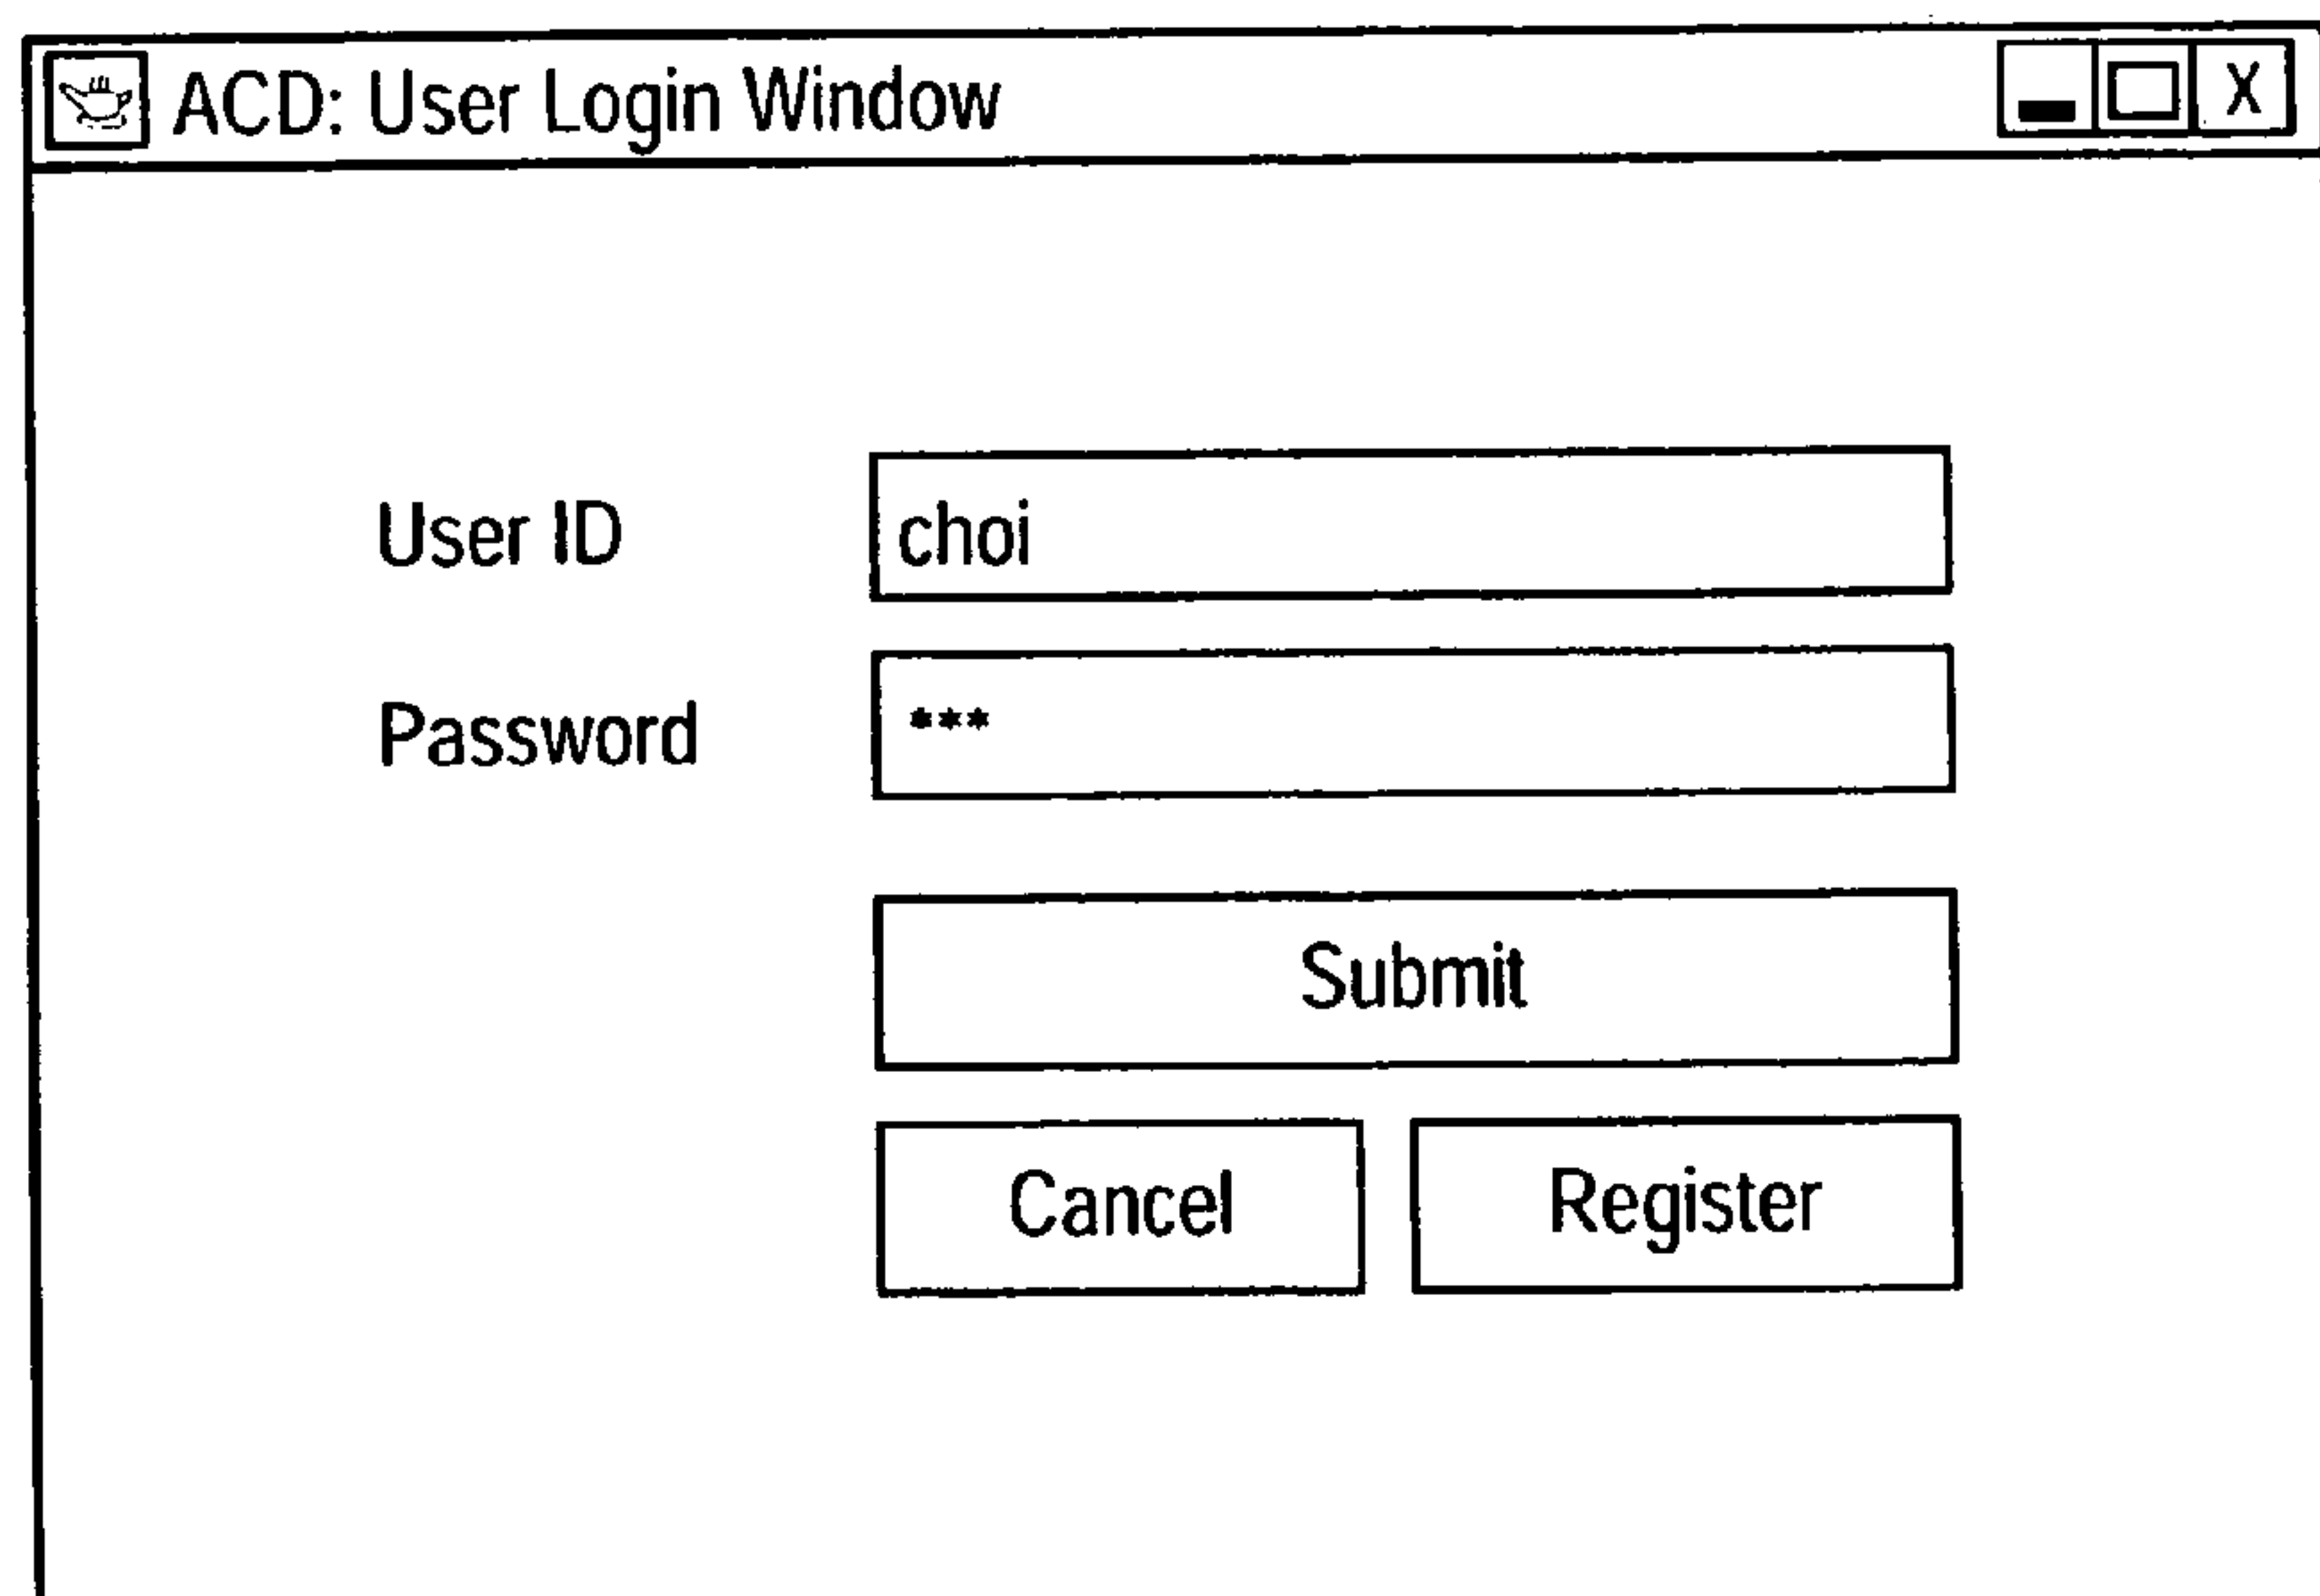 ACD: User Login Window X
User ID choi
Password ***
Submit
Cancel Register